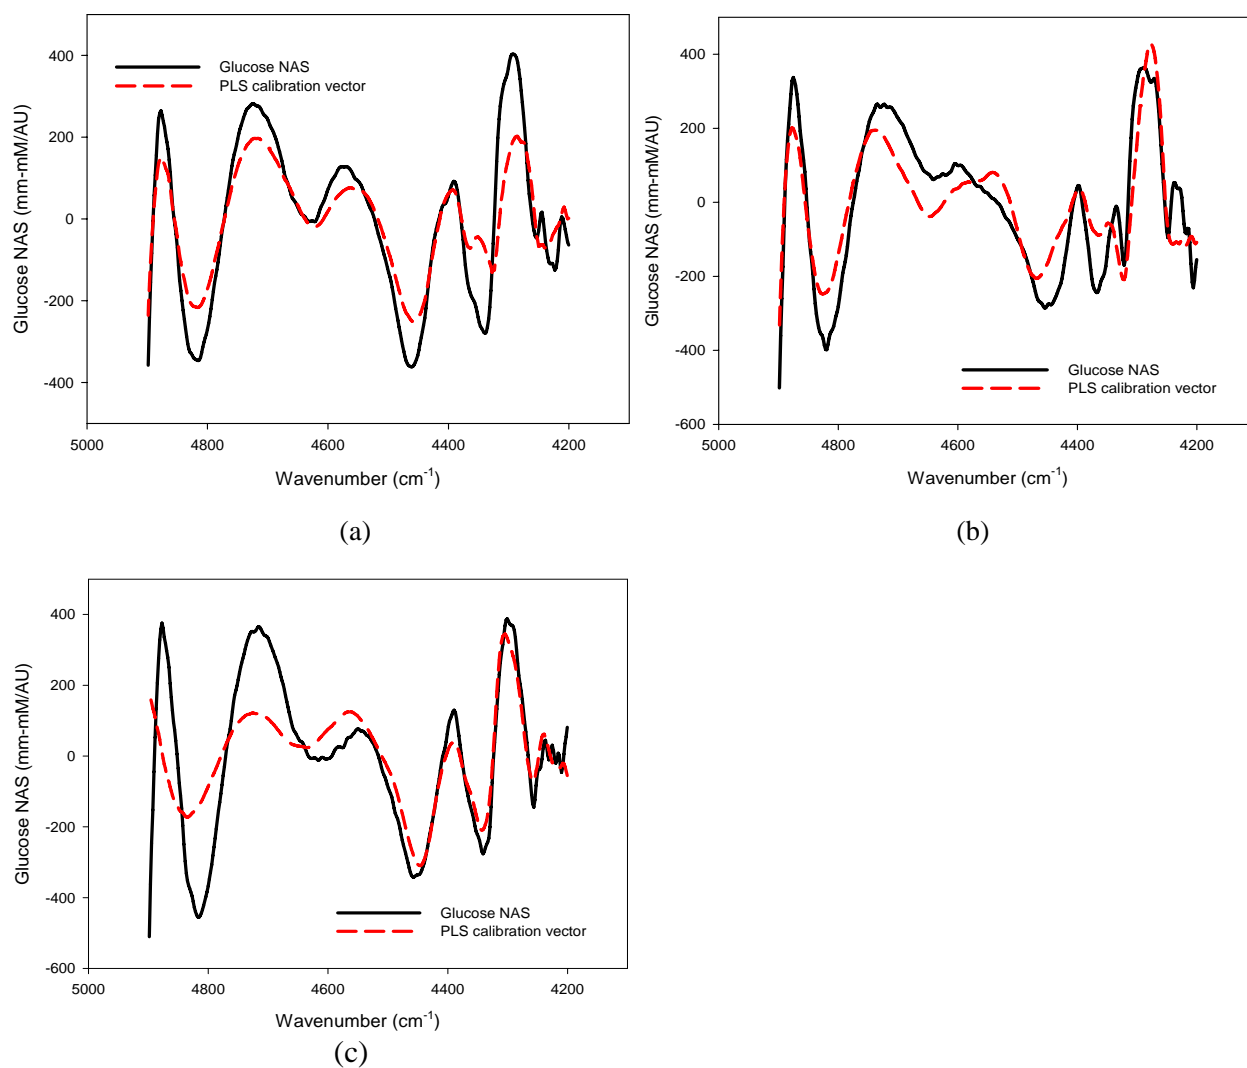 400
200
0
-200
-400
Glucose NAS (mm-mM/AU)
Glucose NAS
PLS calibration vector
5000 4800 4600 4400 4200
Wavenumber (cm-1)
(a)
400
200
0
-200
-400
-600
Glucose NAS (mm-mM/AU)
Glucose NAS
PLS calibration vector
5000 4800 4600 4400 4200
Wavenumber (cm-1)
(b)
400
200
0
-200
-400
-600
Glucose NAS (mm-mM/AU)
Glucose NAS
PLS calibration vector
5000 4800 4600 4400 4200
Wavenumber (cm-1)
(c)